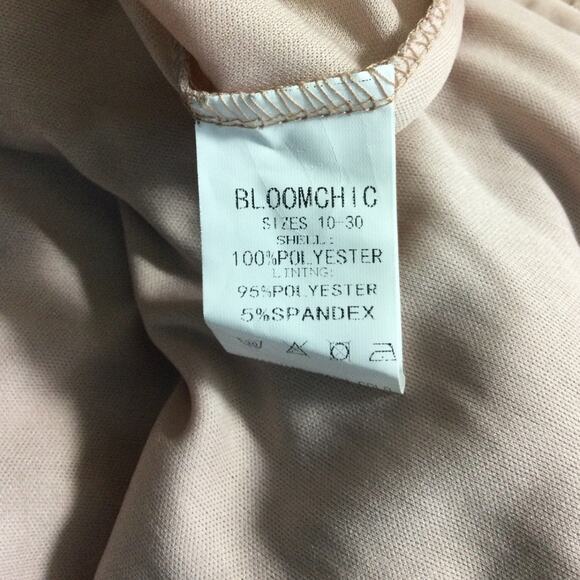 BLOOMCHIC
SIZES 10-30
SHELL:
100%POLYESTER
LINING:
95%POLYESTER
5%SPANDEX